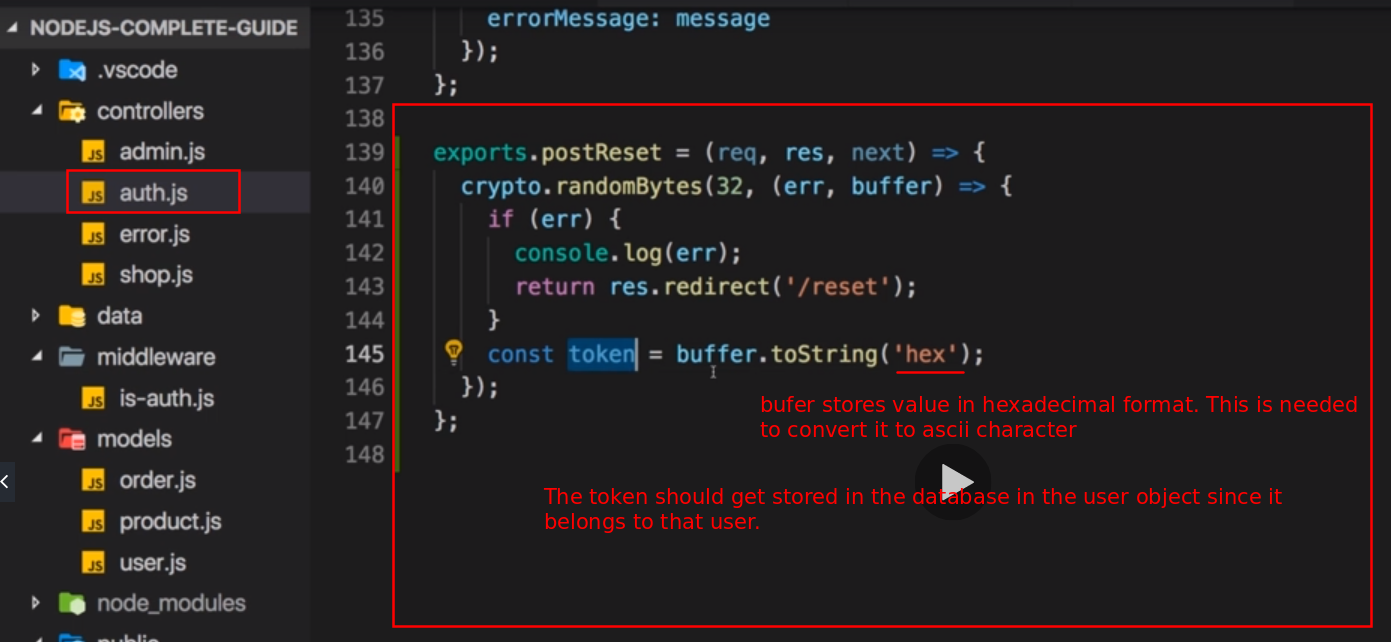 NODEJS-COMPLETE-GUIDE
.vscode
controllers
admin.js
auth.js
error.js
shop.js
data
middleware
is-auth.js
models
order.js
product.js
user.js
node_modules
public
135 errorMessage: message
136 });
137 };
138
139 exports.postReset = (req, res, next) => {
140 crypto.randomBytes(32, (err, buffer) => {
141 if (err) {
142 console.log(err);
143 return res.redirect('/reset');
144 }
145 const token = buffer.toString('hex');
146 });
147 };
148
bufer stores value in hexadecimal format. This is needed
to convert it to ascii character
The token should get stored in the database in the user object since it
belongs to that user.